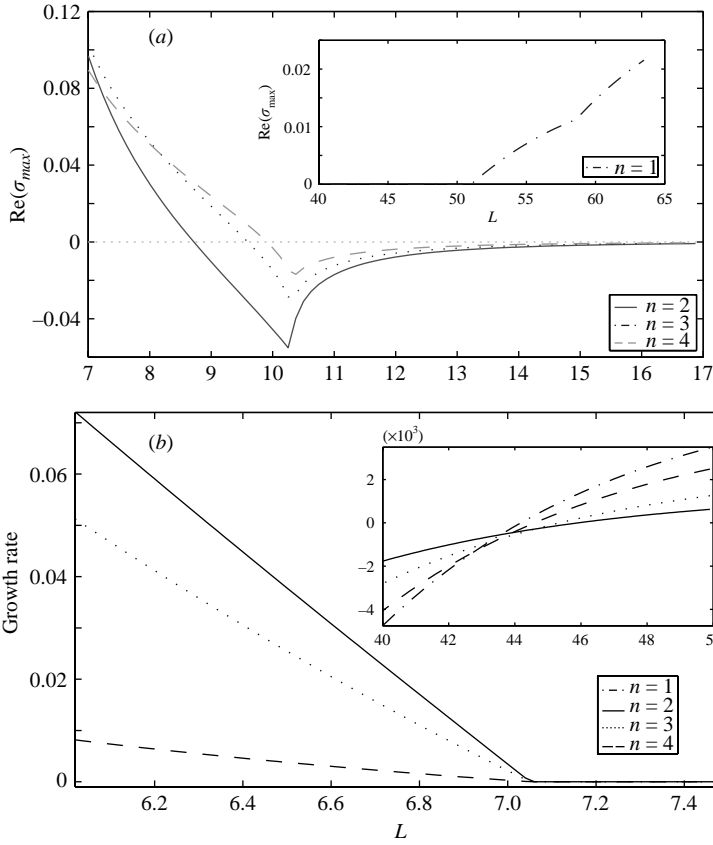 (a)
0.12
0.08
0.04
0
−0.04
Re(σmax)
7 8 9 10 11 12 13 14 15 16 17
0.02
0.01
0
Re(σmax)
40 45 50 55 60 65
L
n = 1
n = 2
n = 3
n = 4
(b)
0.06
0.04
0.02
0
Growth rate
6.2 6.4 6.6 6.8 7.0 7.2 7.4
L
(×10³)
2
0
−2
−4
40 42 44 46 48 5
n = 1
n = 2
n = 3
n = 4